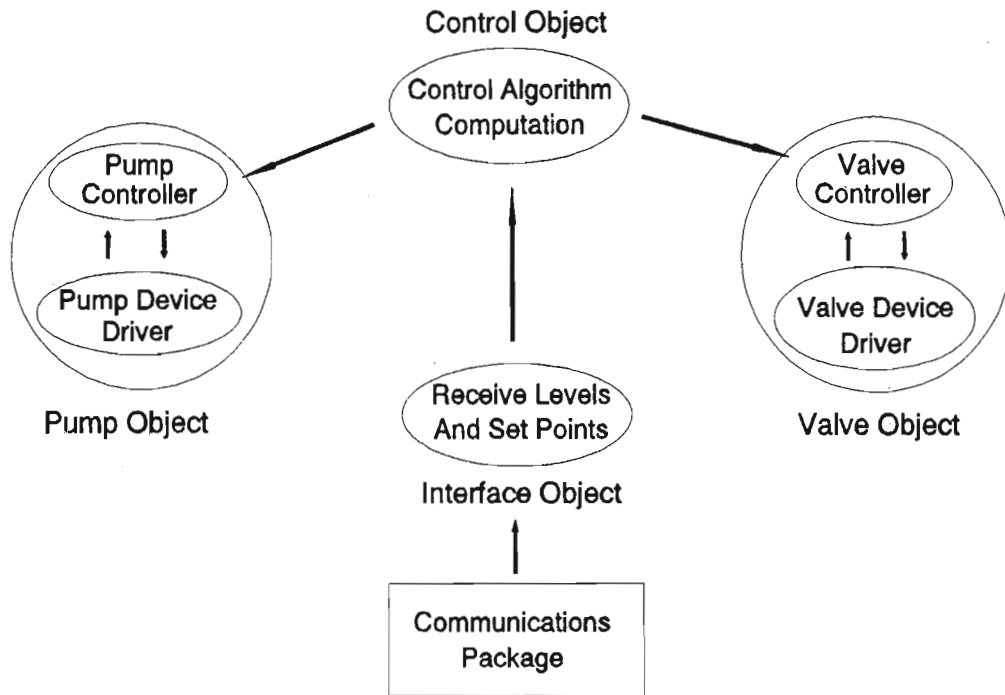 Control Object
Control Algorithm
Computation
Pump
Controller
Pump Device
Driver
Pump Object
Valve
Controller
Valve Device
Driver
Valve Object
Receive Levels
And Set Points
Interface Object
Communications
Package